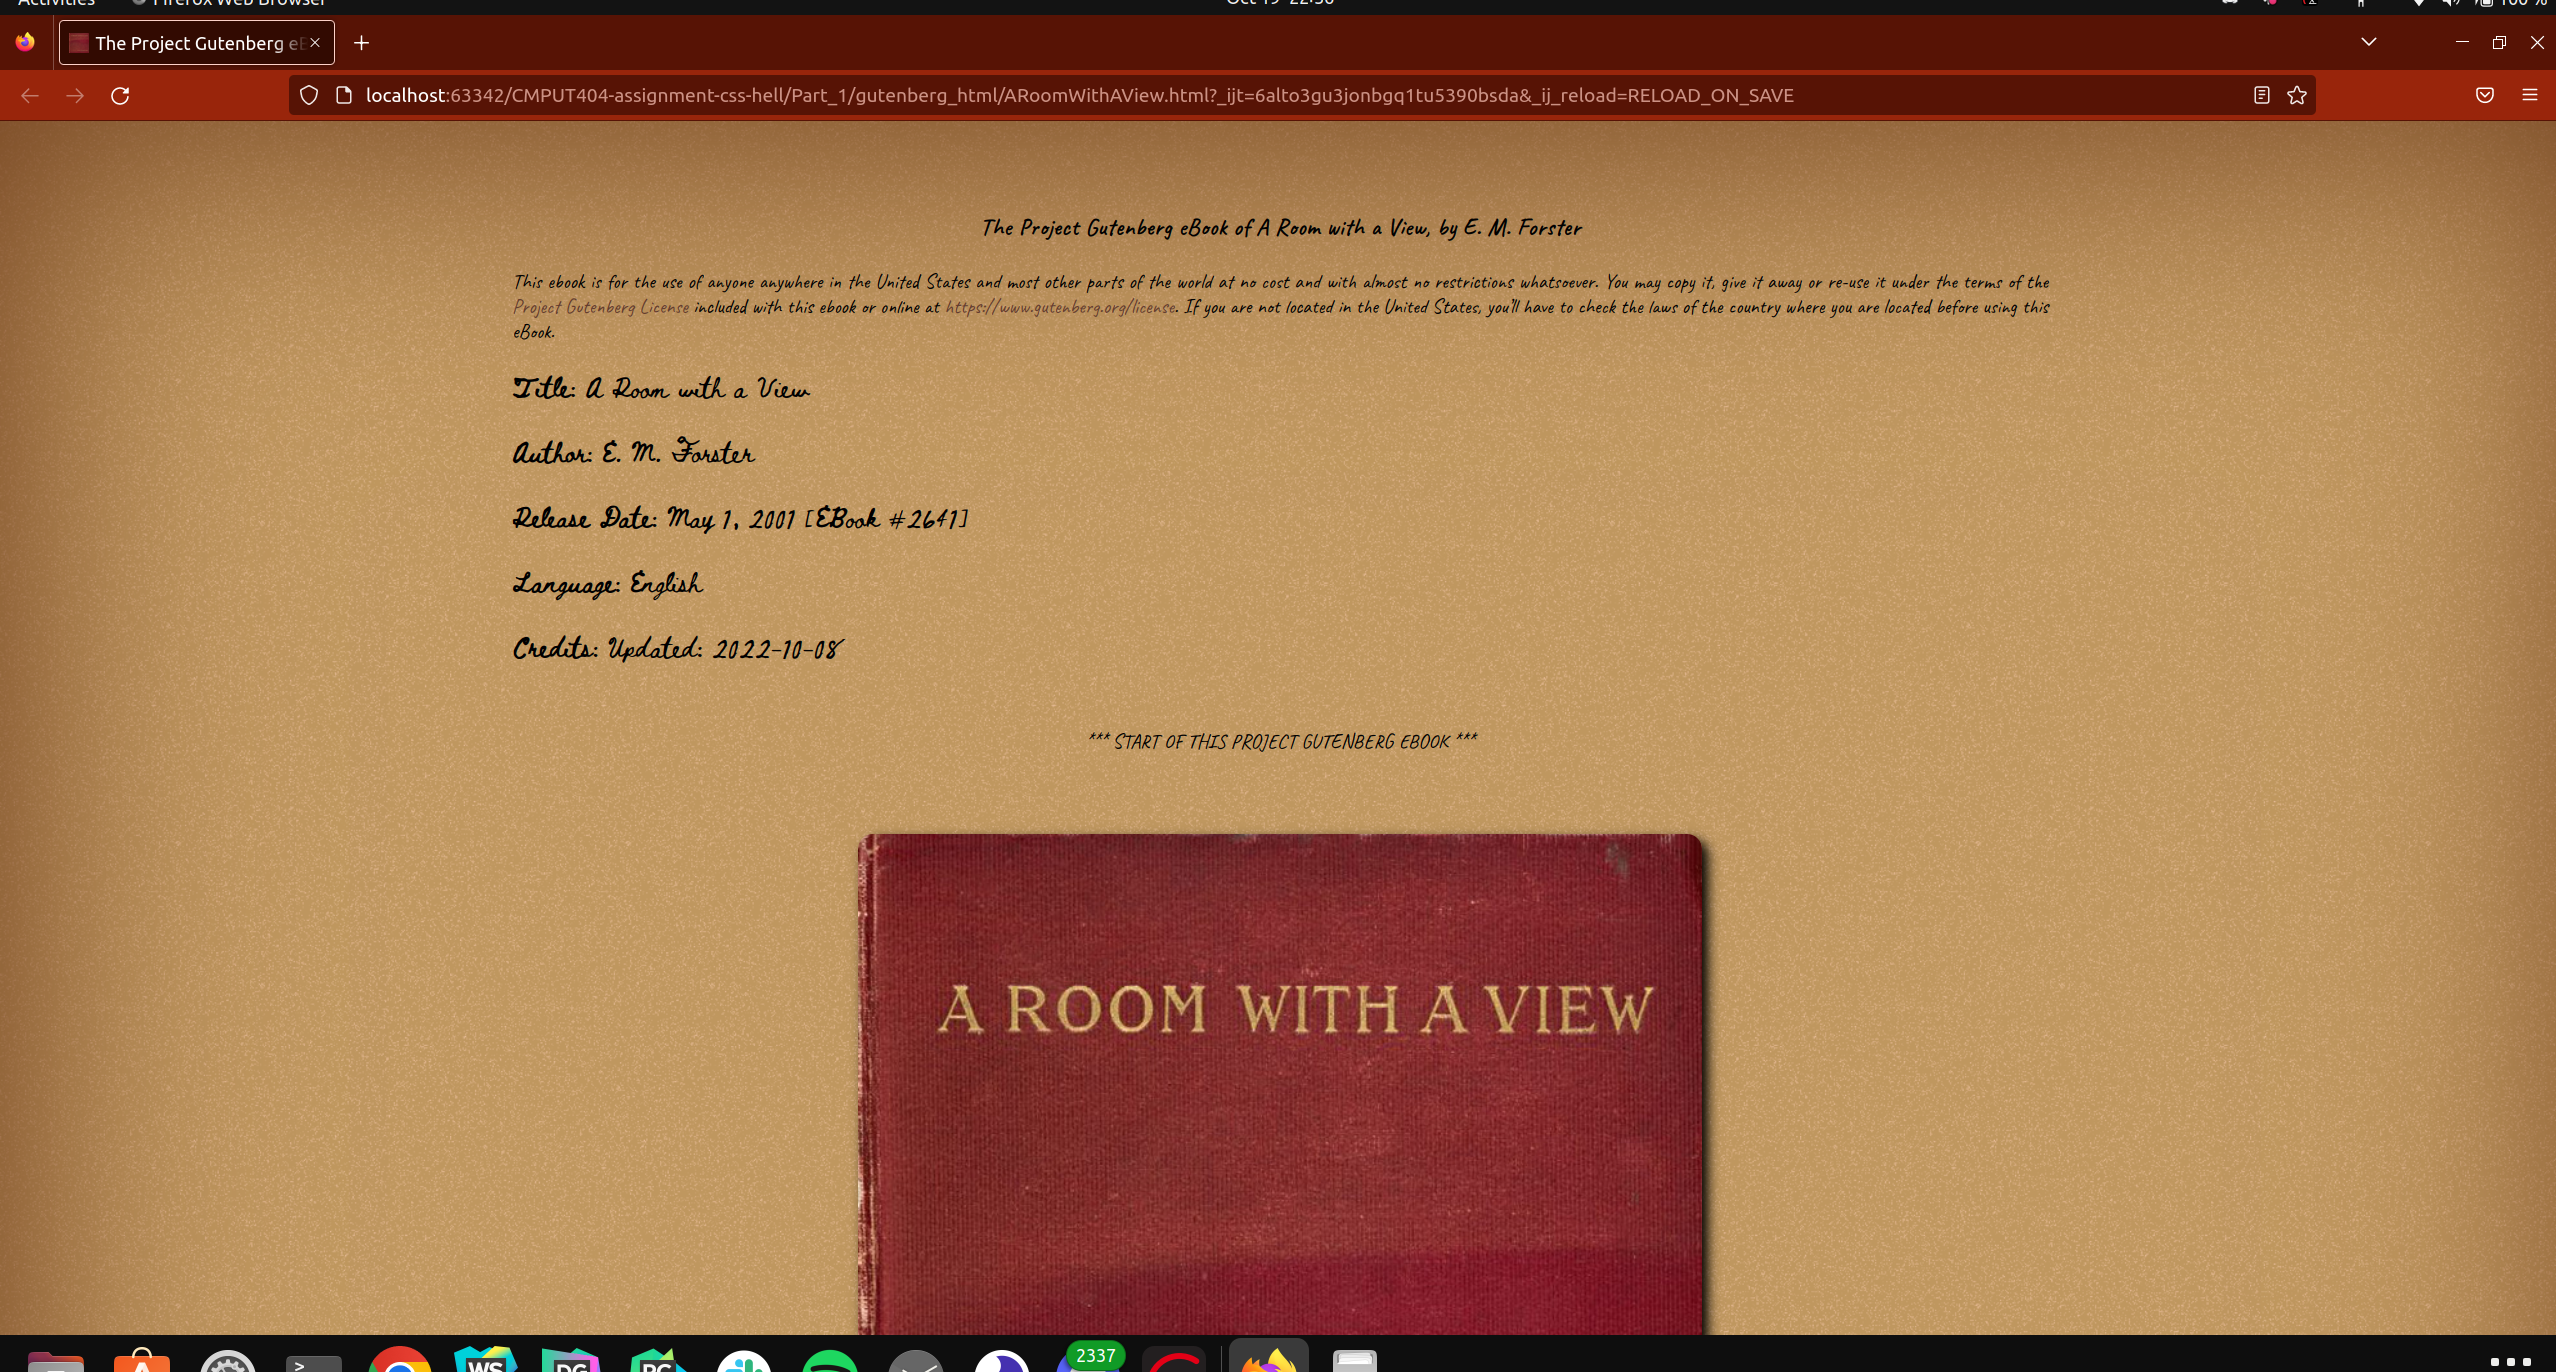 Activities Firefox Web Browser
Oct 19 22:36
100 %
The Project Gutenberg eB
localhost:63342/CMPUT404-assignment-css-hell/Part_1/gutenberg_html/ARoomWithAView.html?_ijt=6alto3gu3jonbgq1tu5390bsda&_ij_reload=RELOAD_ON_SAVE
The Project Gutenberg eBook of A Room with a View, by E. M. Forster
This ebook is for the use of anyone anywhere in the United States and most other parts of the world at no cost and with almost no restrictions whatsoever. You may copy it, give it away or re-use it under the terms of the
Project Gutenberg License included with this ebook or online at https://www.gutenberg.org/license. If you are not located in the United States, you'll have to check the laws of the country where you are located before using this
eBook.
Title: A Room with a View
Author: E. M. Forster
Release Date: May 1, 2001 [EBook #2641]
Language: English
Credits: Updated: 2022-10-08
*** START OF THIS PROJECT GUTENBERG EBOOK ***
A ROOM WITH A VIEW
WS
DG
PC
2337